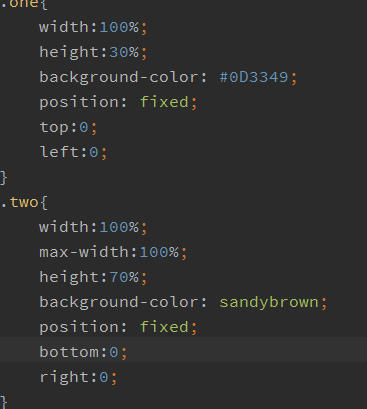 .one{
    width:100%;
    height:30%;
    background-color: #0D3349;
    position: fixed;
    top:0;
    left:0;
}
.two{
    width:100%;
    max-width:100%;
    height:70%;
    background-color: sandybrown;
    position: fixed;
    bottom:0;
    right:0;
}